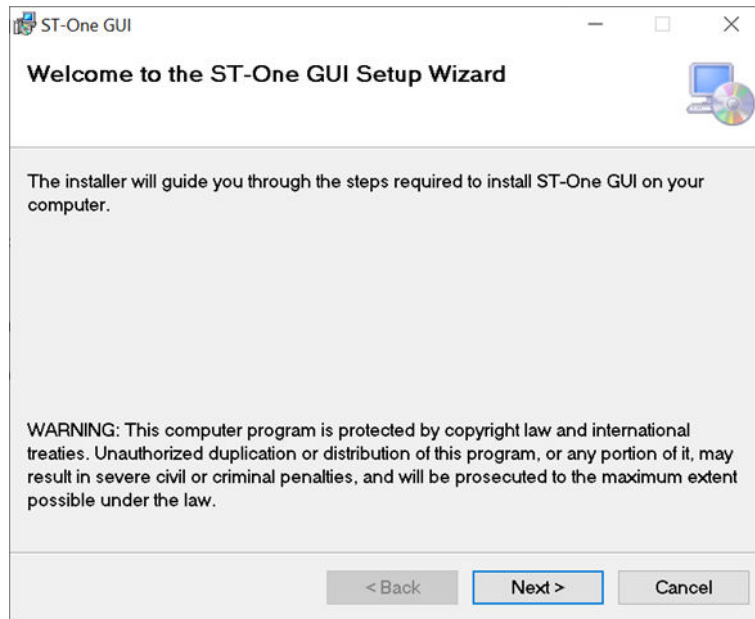 ST-One GUI
Welcome to the ST-One GUI Setup Wizard
The installer will guide you through the steps required to install ST-One GUI on your
computer.
WARNING: This computer program is protected by copyright law and international
treaties. Unauthorized duplication or distribution of this program, or any portion of it, may
result in severe civil or criminal penalties, and will be prosecuted to the maximum extent
possible under the law.
< Back Next > Cancel